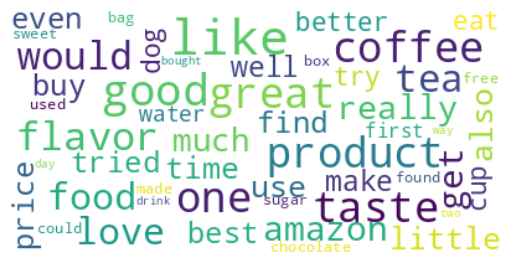 even bag sweet bought dog like better eat
would box coffee
buy good great well try tea free
used water really
flavor much find first way also
day tried time product get cup
price food made one use make found
drink sugar taste two
could love best amazon little
chocolate